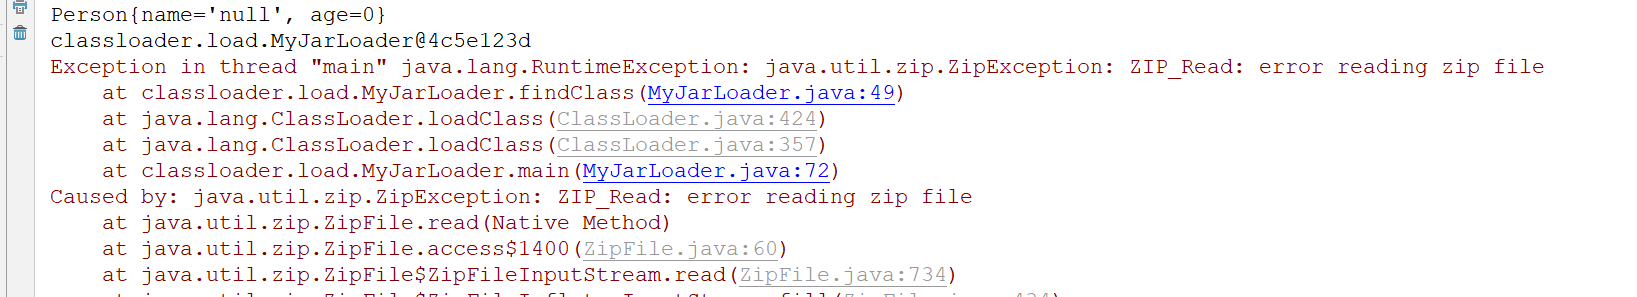 Person{name='null', age=0}
classloader.load.MyJarLoader@4c5e123d
Exception in thread "main" java.lang.RuntimeException: java.util.zip.ZipException: ZIP_Read: error reading zip file
at classloader.load.MyJarLoader.findClass(MyJarLoader.java:49)
at java.lang.ClassLoader.loadClass(ClassLoader.java:424)
at java.lang.ClassLoader.loadClass(ClassLoader.java:357)
at classloader.load.MyJarLoader.main(MyJarLoader.java:72)
Caused by: java.util.zip.ZipException: ZIP_Read: error reading zip file
at java.util.zip.ZipFile.read(Native Method)
at java.util.zip.ZipFile.access$1400(ZipFile.java:60)
at java.util.zip.ZipFile$ZipFileInputStream.read(ZipFile.java:734)